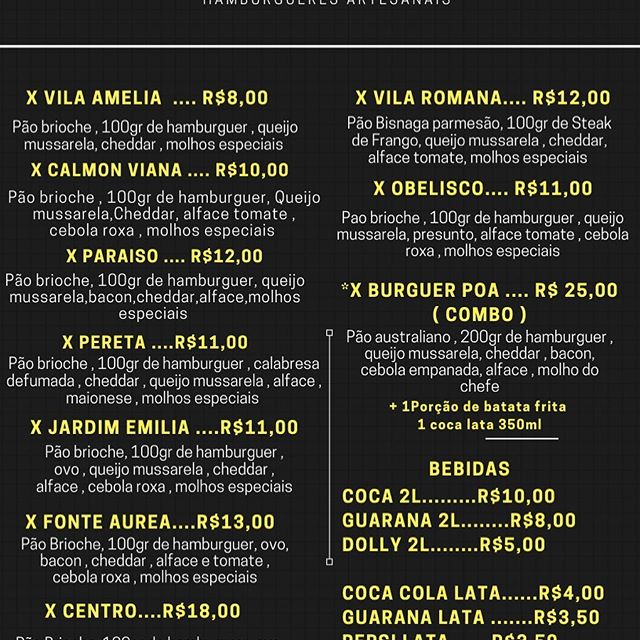 HAMBURGUERES ARTESANAIS
X VILA AMELIA .... R$8,00
Pão brioche , 100gr de hamburguer , queijo
mussarela, cheddar , molhos especiais
X CALMON VIANA .... R$10,00
Pão brioche , 100gr de hamburguer, Queijo
mussarela,Cheddar, alface tomate ,
cebola roxa , molhos especiais
X PARAISO .... R$12,00
Pão brioche, 100gr de hamburguer, queijo
mussarela,bacon,cheddar,alface,molhos
especiais
X PERETA ....R$11,00
Pão brioche , 100gr de hamburguer , calabresa
defumada , cheddar , queijo mussarela , alface ,
maionese , molhos especiais
X JARDIM EMILIA ....R$11,00
Pão brioche, 100gr de hamburguer ,
ovo , queijo mussarela , cheddar ,
alface , cebola roxa , molhos especiais
X FONTE AUREA....R$13,00
Pão Brioche, 100gr de hamburguer, ovo,
bacon , cheddar , alface e tomate ,
cebola roxa , molhos especiais
X CENTRO....R$18,00
X VILA ROMANA.... R$12,00
Pão Bisnaga parmesão, 100gr de Steak
de Frango, queijo mussarela , cheddar,
alface tomate, molhos especiais
X OBELISCO.... R$11,00
Pao brioche , 100gr de hamburguer , queijo
mussarela, presunto, alface tomate , cebola
roxa , molhos especiais
*X BURGUER POA .... R$ 25,00
( COMBO )
Pão australiano , 200gr de hamburguer ,
queijo mussarela, cheddar , bacon,
cebola empanada, alface , molho do
chefe
+ 1Porção de batata frita
1 coca lata 350ml
BEBIDAS
COCA 2L.........R$10,00
GUARANA 2L........R$8,00
DOLLY 2L........R$5,00
COCA COLA LATA......R$4,00
GUARANA LATA .......R$3,50
PEPSI LATA